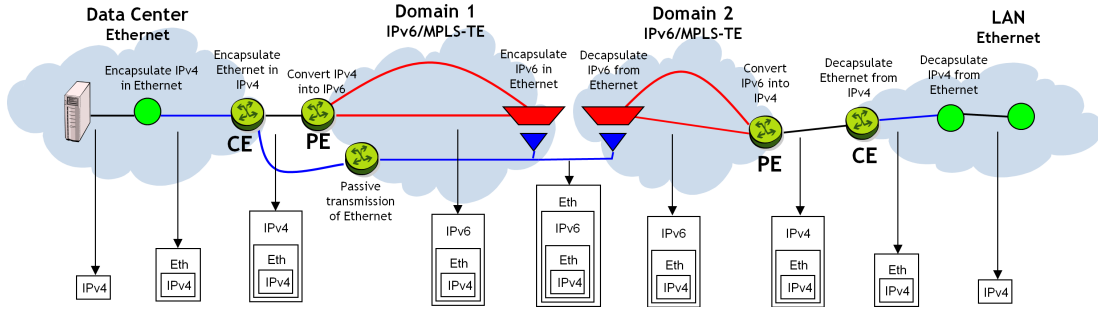 Data Center
Ethernet
Domain 1
IPv6/MPLS-TE
Domain 2
IPv6/MPLS-TE
LAN
Ethernet
Encapsulate IPv4
in Ethernet
Encapsulate
Ethernet in
IPv4
Convert IPv4
into IPv6
Encapsulate
IPv6 in
Ethernet
Decapsulate
IPv6 from
Ethernet
Convert
IPv6 into
IPv4
Decapsulate
Ethernet from
IPv4
Decapsulate
IPv4 from
Ethernet
CE
PE
Passive
transmission
of Ethernet
PE
CE
IPv4
Eth
IPv4
IPv4
Eth
IPv4
IPv6
Eth
IPv4
Eth
IPv6
Eth
IPv4
IPv6
Eth
IPv4
IPv4
Eth
IPv4
Eth
IPv4
IPv4